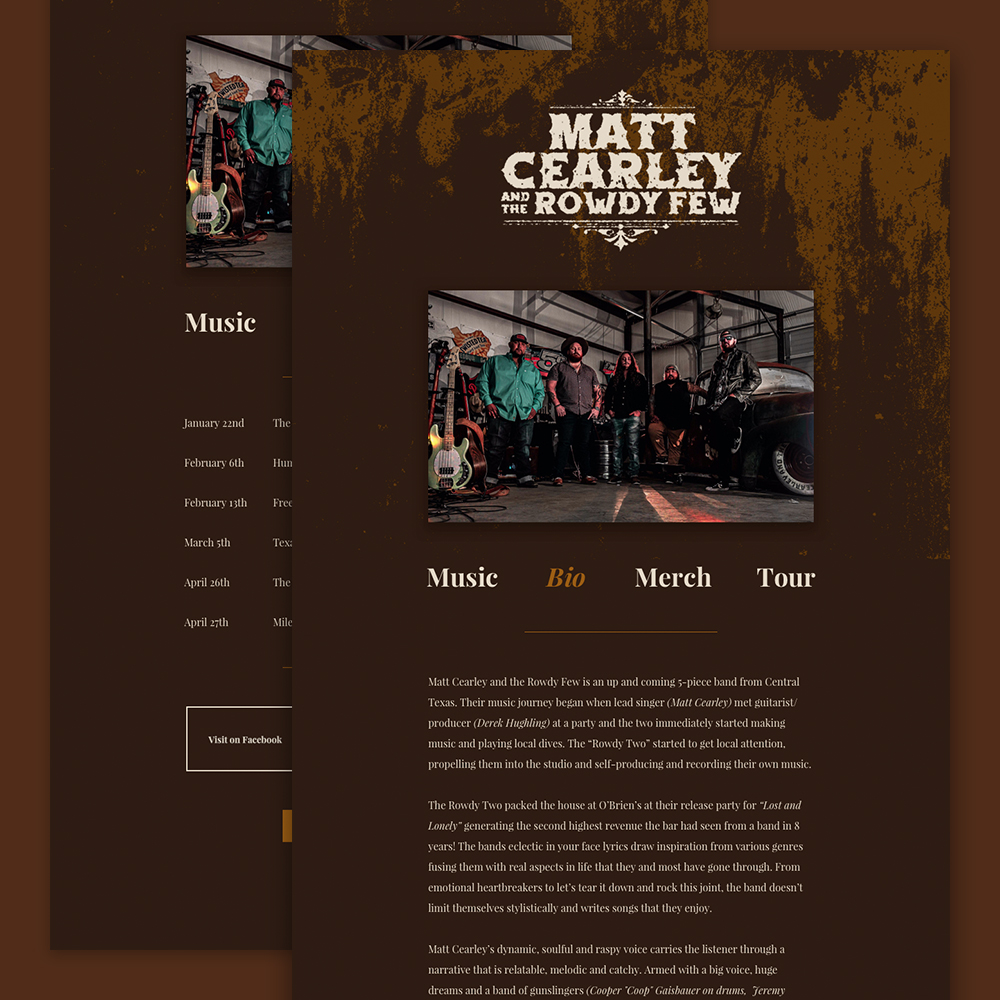 MATT
CEARLEY
AND THE ROWDY FEW
Music
January 22nd The
February 6th Hun
February 13th Free
March 5th Texa
April 26th The
April 27th Mile
Visit on Facebook
Music Bio Merch Tour
Matt Cearley and the Rowdy Few is an up and coming 5-piece band from Central
Texas. Their music journey began when lead singer (Matt Cearley) met guitarist/
producer (Derek Hughling) at a party and the two immediately started making
music and playing local dives. The “Rowdy Two” started to get local attention,
propelling them into the studio and self-producing and recording their own music.
The Rowdy Two packed the house at O’Brien’s at their release party for “Lost and
Lonely” generating the second highest revenue the bar had seen from a band in 8
years! The bands eclectic in your face lyrics draw inspiration from various genres
fusing them with real aspects in life that they and most have gone through. From
emotional heartbreakers to let’s tear it down and rock this joint, the band doesn’t
limit themselves stylistically and writes songs that they enjoy.
Matt Cearley’s dynamic, soulful and raspy voice carries the listener through a
narrative that is relatable, melodic and catchy. Armed with a big voice, huge
dreams and a band of gunslingers (Cooper "Coop" Gaisbauer on drums, Jeremy